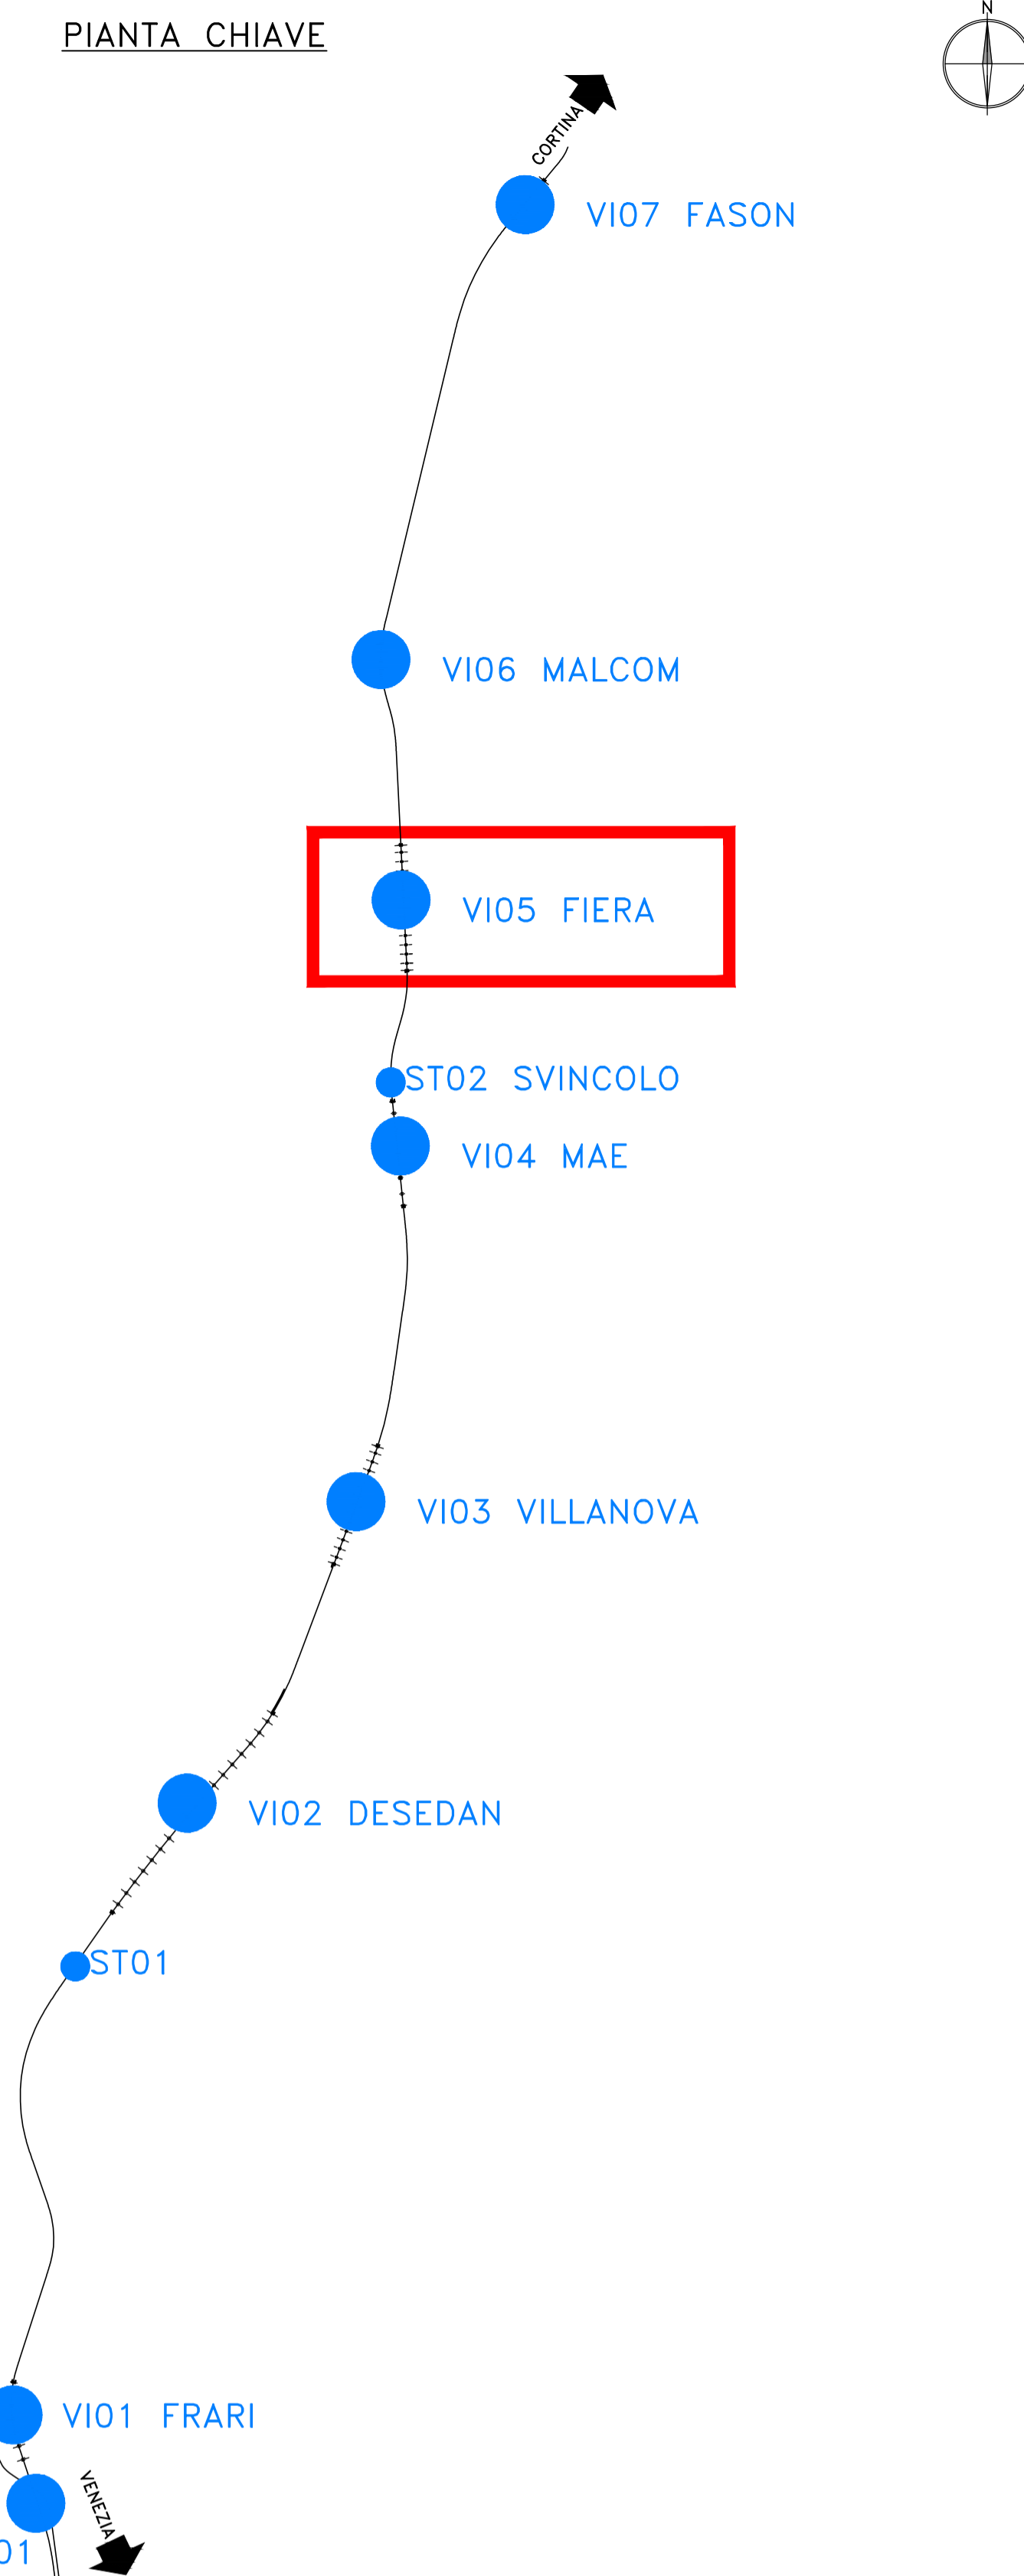 PIANTA CHIAVE
N
CORTINA
VI07 FASON
VI06 MALCOM
VI05 FIERA
ST02 SVINCOLO
VI04 MAE
VI03 VILLANOVA
VI02 DESEDAN
ST01
VI01 FRARI
VENEZIA
01